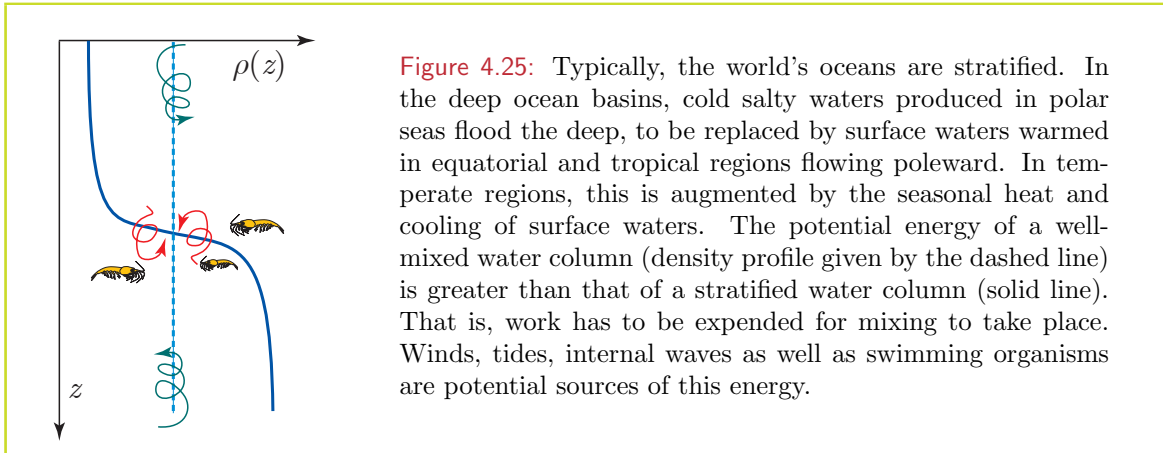 ρ(z)
z
Figure 4.25: Typically, the world's oceans are stratified. In
the deep ocean basins, cold salty waters produced in polar
seas flood the deep, to be replaced by surface waters warmed
in equatorial and tropical regions flowing poleward. In tem-
perate regions, this is augmented by the seasonal heat and
cooling of surface waters. The potential energy of a well-
mixed water column (density profile given by the dashed line)
is greater than that of a stratified water column (solid line).
That is, work has to be expended for mixing to take place.
Winds, tides, internal waves as well as swimming organisms
are potential sources of this energy.